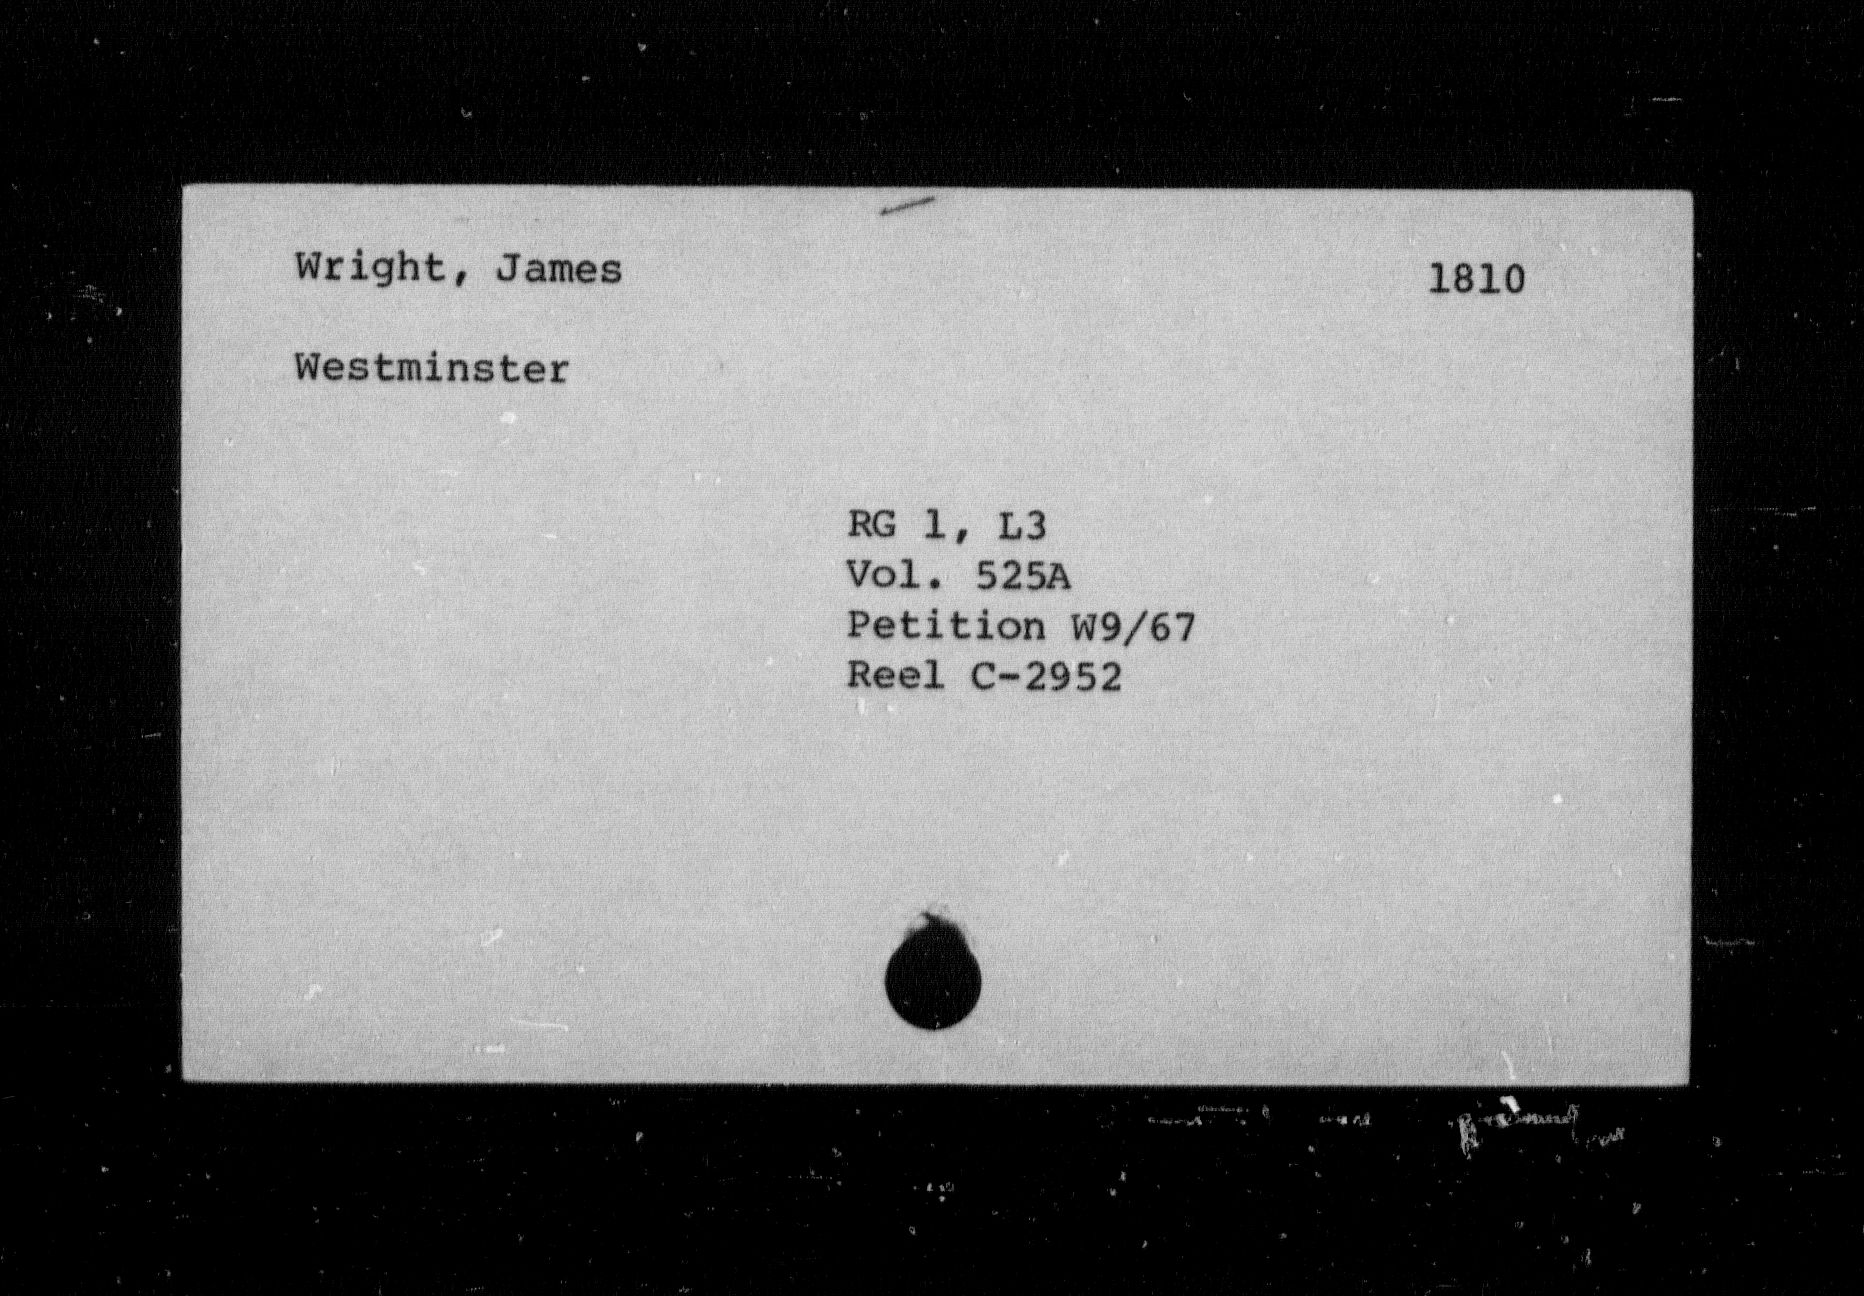 Wright, James 1810
Westminster
RG 1, L3
Vol. 525A
Petition W9/67
Reel C-2952